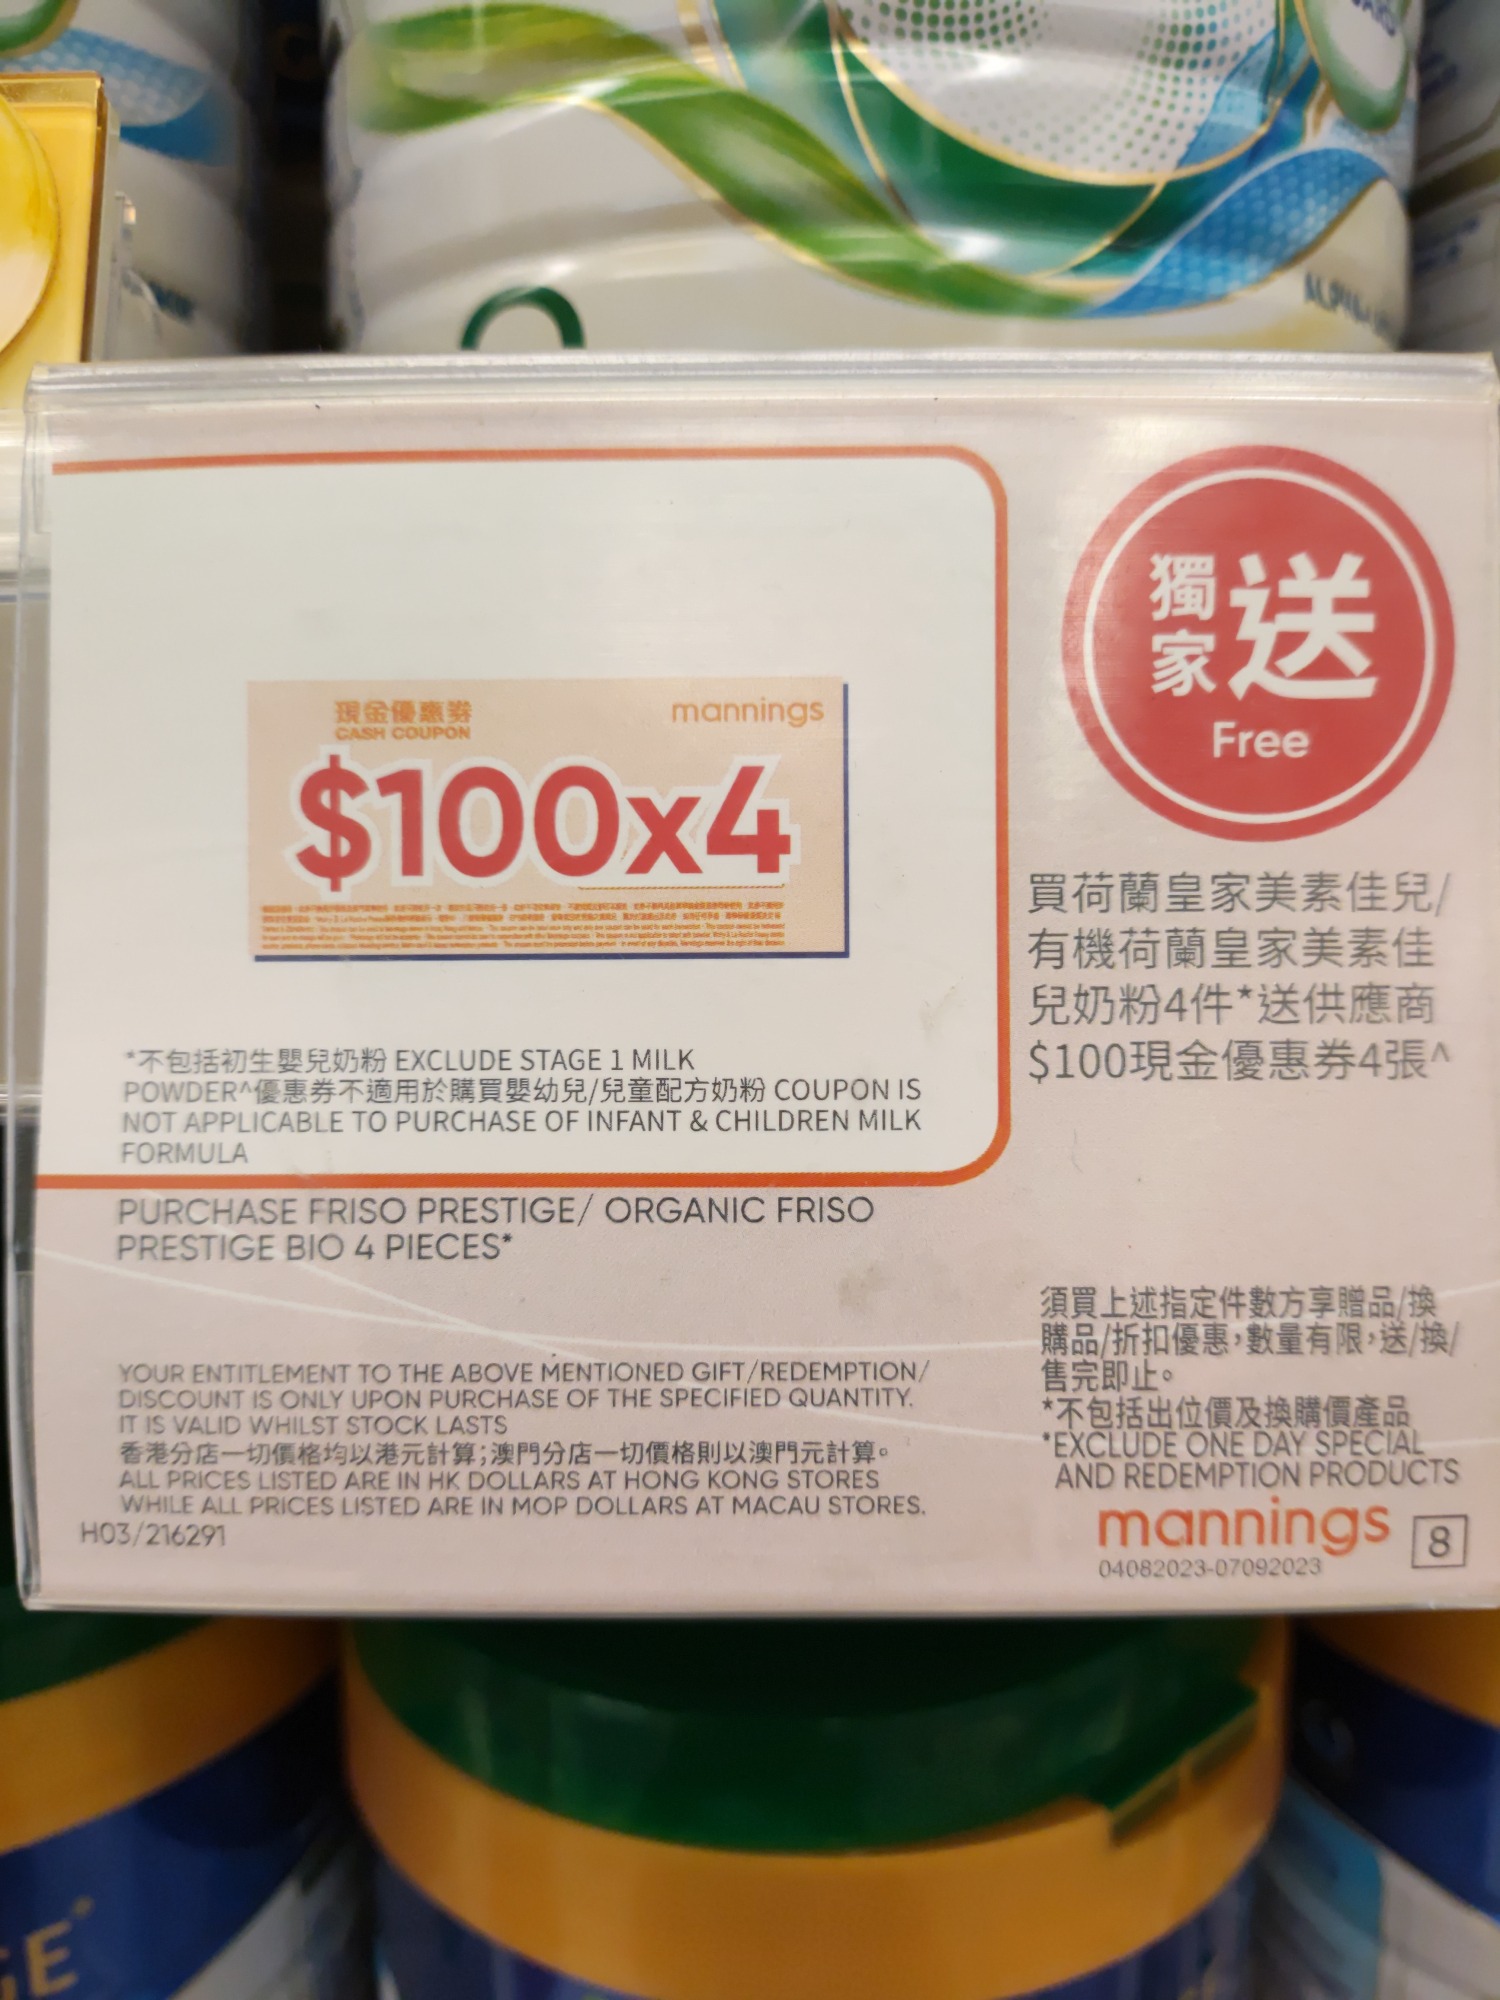 現金優惠券
CASH COUPON
mannings
$100x4
獨家送
Free
買荷蘭皇家美素佳兒/
有機荷蘭皇家美素佳
兒奶粉4件*送供應商
$100現金優惠券4張^
*不包括初生嬰兒奶粉 EXCLUDE STAGE 1 MILK
POWDER^優惠券不適用於購買嬰幼兒/兒童配方奶粉 COUPON IS
NOT APPLICABLE TO PURCHASE OF INFANT & CHILDREN MILK
FORMULA
PURCHASE FRISO PRESTIGE/ ORGANIC FRISO
PRESTIGE BIO 4 PIECES*
YOUR ENTITLEMENT TO THE ABOVE MENTIONED GIFT/REDEMPTION/
DISCOUNT IS ONLY UPON PURCHASE OF THE SPECIFIED QUANTITY.
IT IS VALID WHILST STOCK LASTS
香港分店一切價格均以港元計算;澳門分店一切價格則以澳門元計算。
ALL PRICES LISTED ARE IN HK DOLLARS AT HONG KONG STORES
WHILE ALL PRICES LISTED ARE IN MOP DOLLARS AT MACAU STORES.
H03/216291
須買上述指定件數方享贈品/換
購品/折扣優惠,數量有限,送/換/
售完即止。
*不包括出位價及換購價產品
*EXCLUDE ONE DAY SPECIAL
AND REDEMPTION PRODUCTS
mannings
8
04082023-07092023